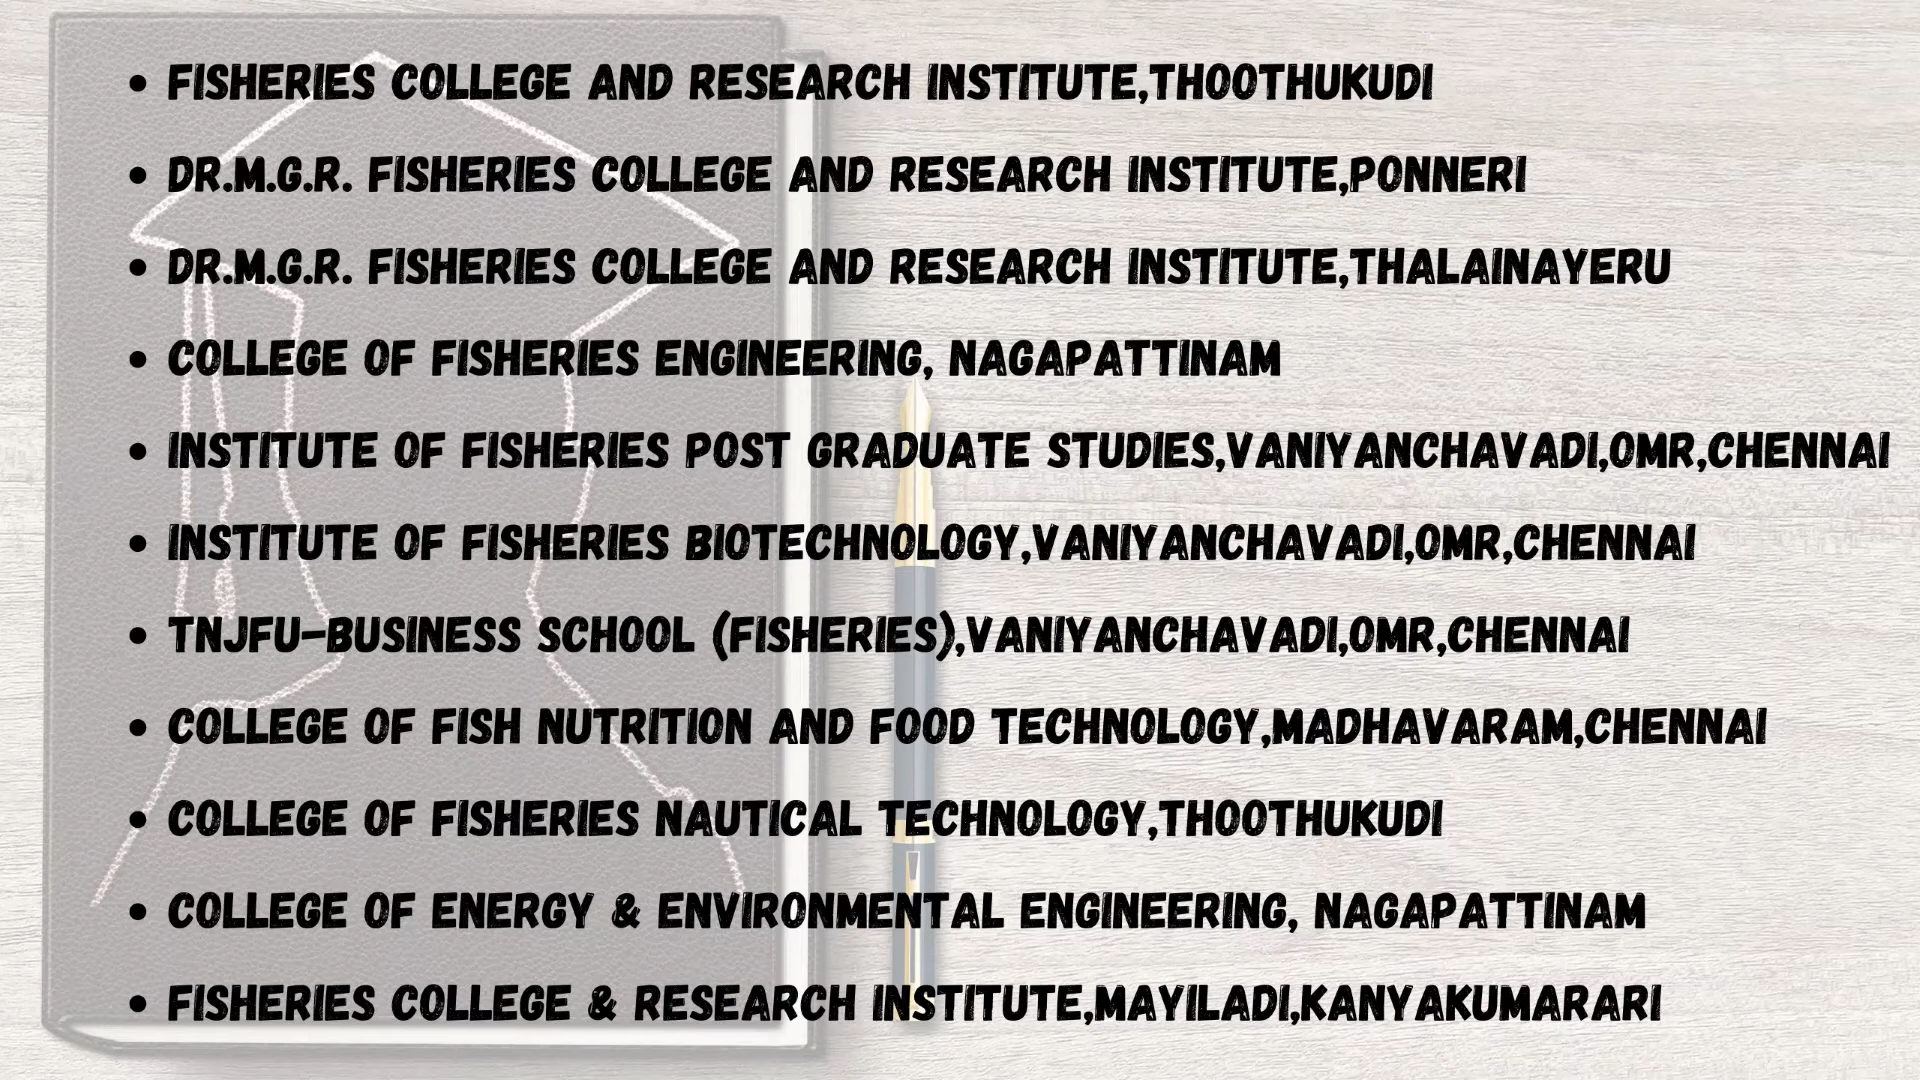 • FISHERIES COLLEGE AND RESEARCH INSTITUTE,THOOTHUKUDI
• DR.M.G.R. FISHERIES COLLEGE AND RESEARCH INSTITUTE,PONNERI
• DR.M.G.R. FISHERIES COLLEGE AND RESEARCH INSTITUTE,THALAINAYERU
• COLLEGE OF FISHERIES ENGINEERING, NAGAPATTINAM
• INSTITUTE OF FISHERIES POST GRADUATE STUDIES,VANIYANCHAVADI,OMR,CHENNAI
• INSTITUTE OF FISHERIES BIOTECHNOLOGY,VANIYANCHAVADI,OMR,CHENNAI
• TNJFU-BUSINESS SCHOOL (FISHERIES),VANIYANCHAVADI,OMR,CHENNAI
• COLLEGE OF FISH NUTRITION AND FOOD TECHNOLOGY,MADHAVARAM,CHENNAI
• COLLEGE OF FISHERIES NAUTICAL TECHNOLOGY,THOOTHUKUDI
• COLLEGE OF ENERGY & ENVIRONMENTAL ENGINEERING, NAGAPATTINAM
• FISHERIES COLLEGE & RESEARCH INSTITUTE,MAYILADI,KANYAKUMARARI